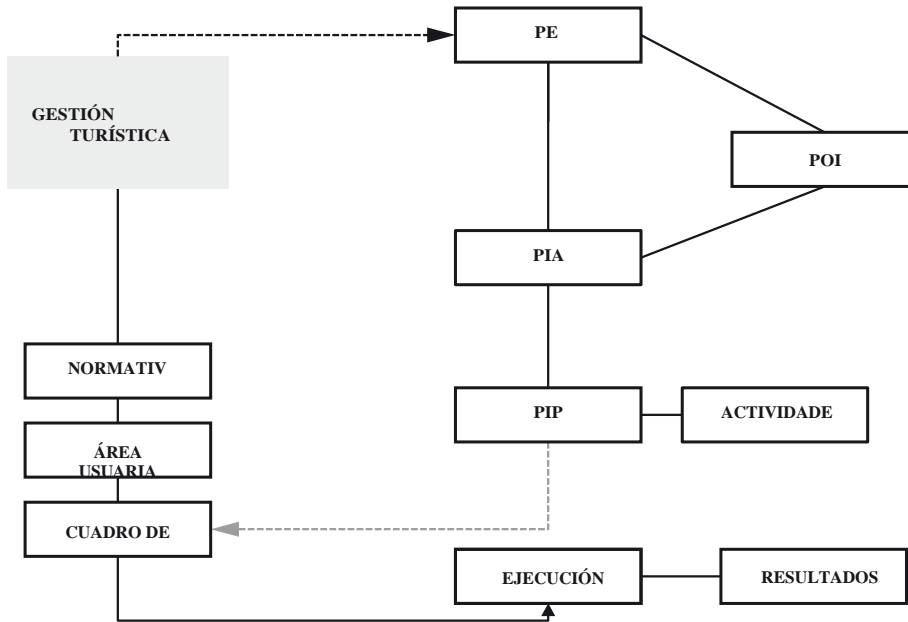 PE
GESTIÓN
TURÍSTICA
POI
PIA
NORMATIV
PIP
ACTIVIDADE
ÁREA
USUARIA
CUADRO DE
EJECUCIÓN
RESULTADOS